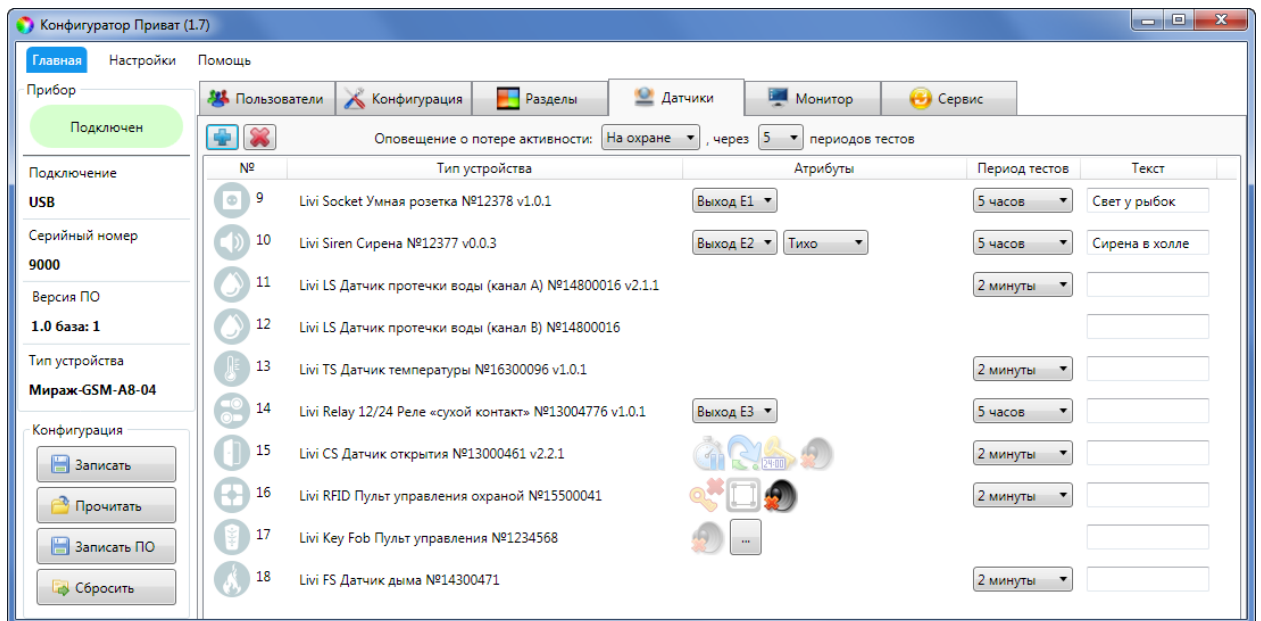 Конфигуратор Приват (1.7)
Главная Настройки Помощь
Прибор
Подключен
Подключение
USB
Серийный номер
9000
Версия ПО
1.0 база: 1
Тип устройства
Мираж-GSM-A8-04
Конфигурация
Записать
Прочитать
Записать ПО
Сбросить
Пользователи Конфигурация Разделы Датчики Монитор Сервис
Оповещение о потере активности: На охране , через 5 периодов тестов
№ Тип устройства Атрибуты Период тестов Текст
9 Livi Socket Умная розетка №12378 v1.0.1 Выход E1 5 часов Свет у рыбок
10 Livi Siren Сирена №12377 v0.0.3 Выход E2 Тихо 5 часов Сирена в холле
11 Livi LS Датчик протечки воды (канал A) №14800016 v2.1.1 2 минуты
12 Livi LS Датчик протечки воды (канал B) №14800016
13 Livi TS Датчик температуры №16300096 v1.0.1 2 минуты
14 Livi Relay 12/24 Реле «сухой контакт» №13004776 v1.0.1 Выход E3 5 часов
15 Livi CS Датчик открытия №13000461 v2.2.1 24:00 2 минуты
16 Livi RFID Пульт управления охраной №15500041 2 минуты
17 Livi Key Fob Пульт управления №1234568 ...
18 Livi FS Датчик дыма №14300471 2 минуты